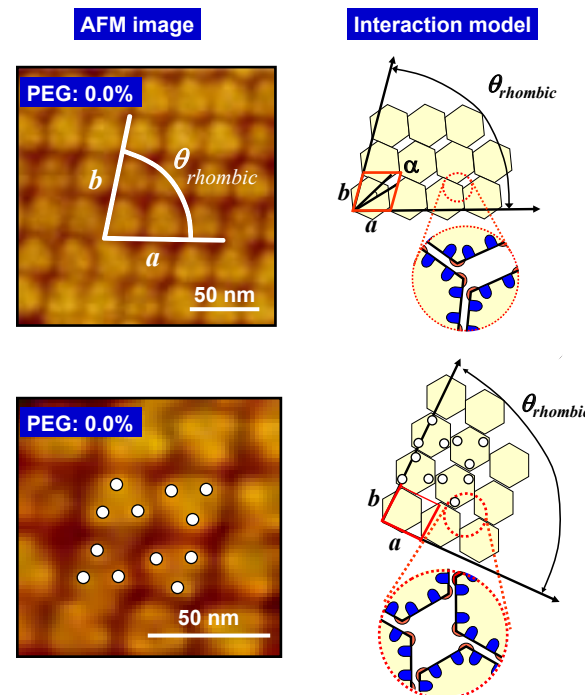 AFM image
Interaction model
PEG: 0.0%
θrhombic
b
a
50 nm
θrhombic
α
b
a
PEG: 0.0%
50 nm
θrhombic
b
a